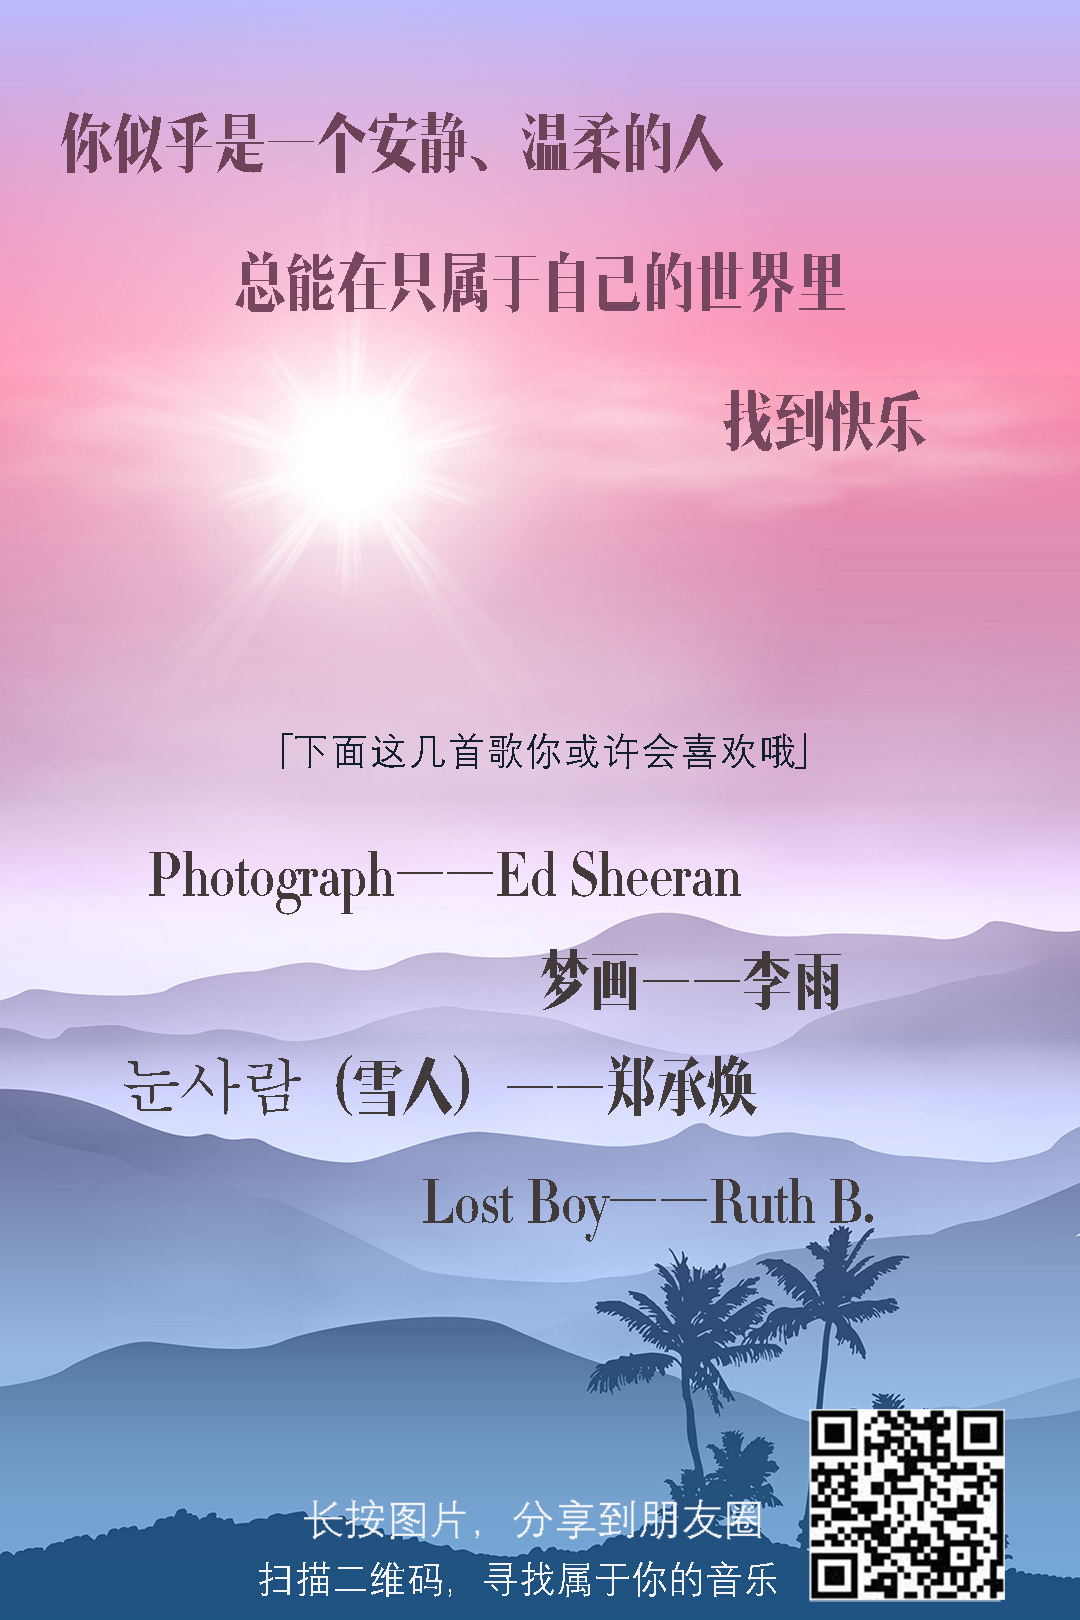 你似乎是一个安静、温柔的人
总能在只属于自己的世界里
找到快乐
「下面这几首歌你或许会喜欢哦」
Photograph——Ed Sheeran
梦画——李雨
눈사람（雪人）——郑承焕
Lost Boy——Ruth B.
长按图片，分享到朋友圈
扫描二维码，寻找属于你的音乐